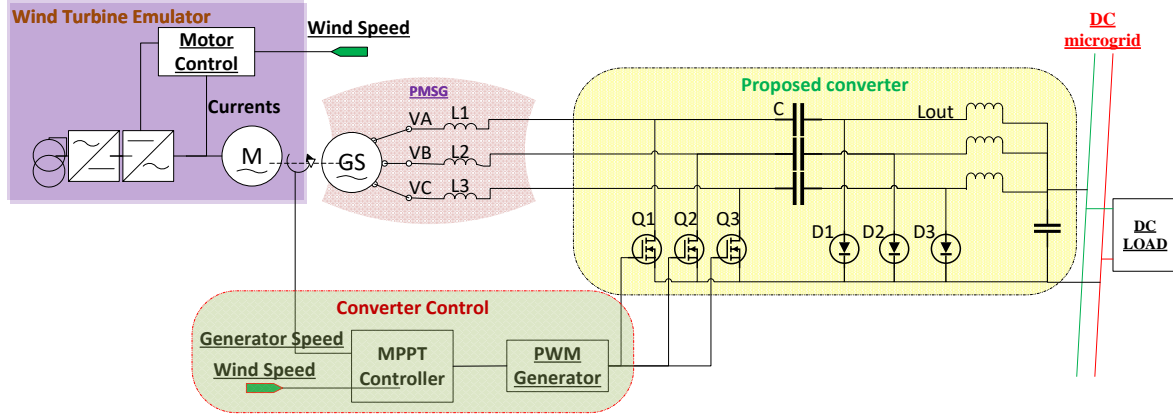 Wind Turbine Emulator
Motor
Control
Wind Speed
Currents
M
PMSG
GS
VA
L1
VB
L2
VC
L3
Proposed converter
C
Lout
Q1
Q2
Q3
D1
D2
D3
DC
microgrid
DC
LOAD
Converter Control
Generator Speed
Wind Speed
MPPT
Controller
PWM
Generator